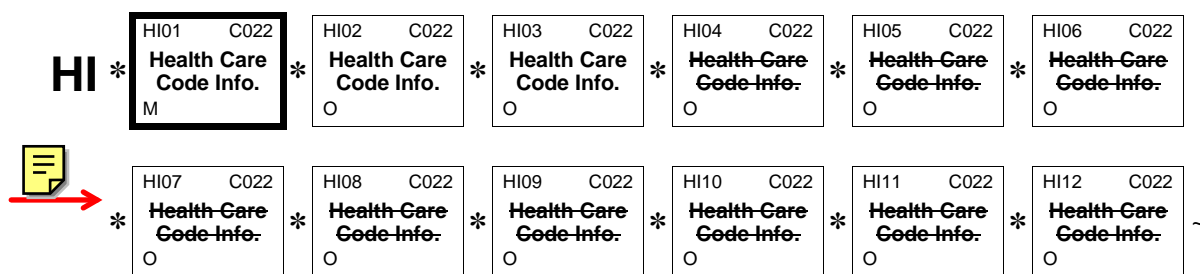 HI * HI01 C022 * HI02 C022 * HI03 C022 * HI04 C022 * HI05 C022 * HI06 C022
Health Care Health Care Health Care Health Care Health Care Health Care
Code Info. Code Info. Code Info. Code Info. Code Info. Code Info.
M O O O O O
* HI07 C022 * HI08 C022 * HI09 C022 * HI10 C022 * HI11 C022 * HI12 C022 ~
Health Care Health Care Health Care Health Care Health Care Health Care
Code Info. Code Info. Code Info. Code Info. Code Info. Code Info.
O O O O O O